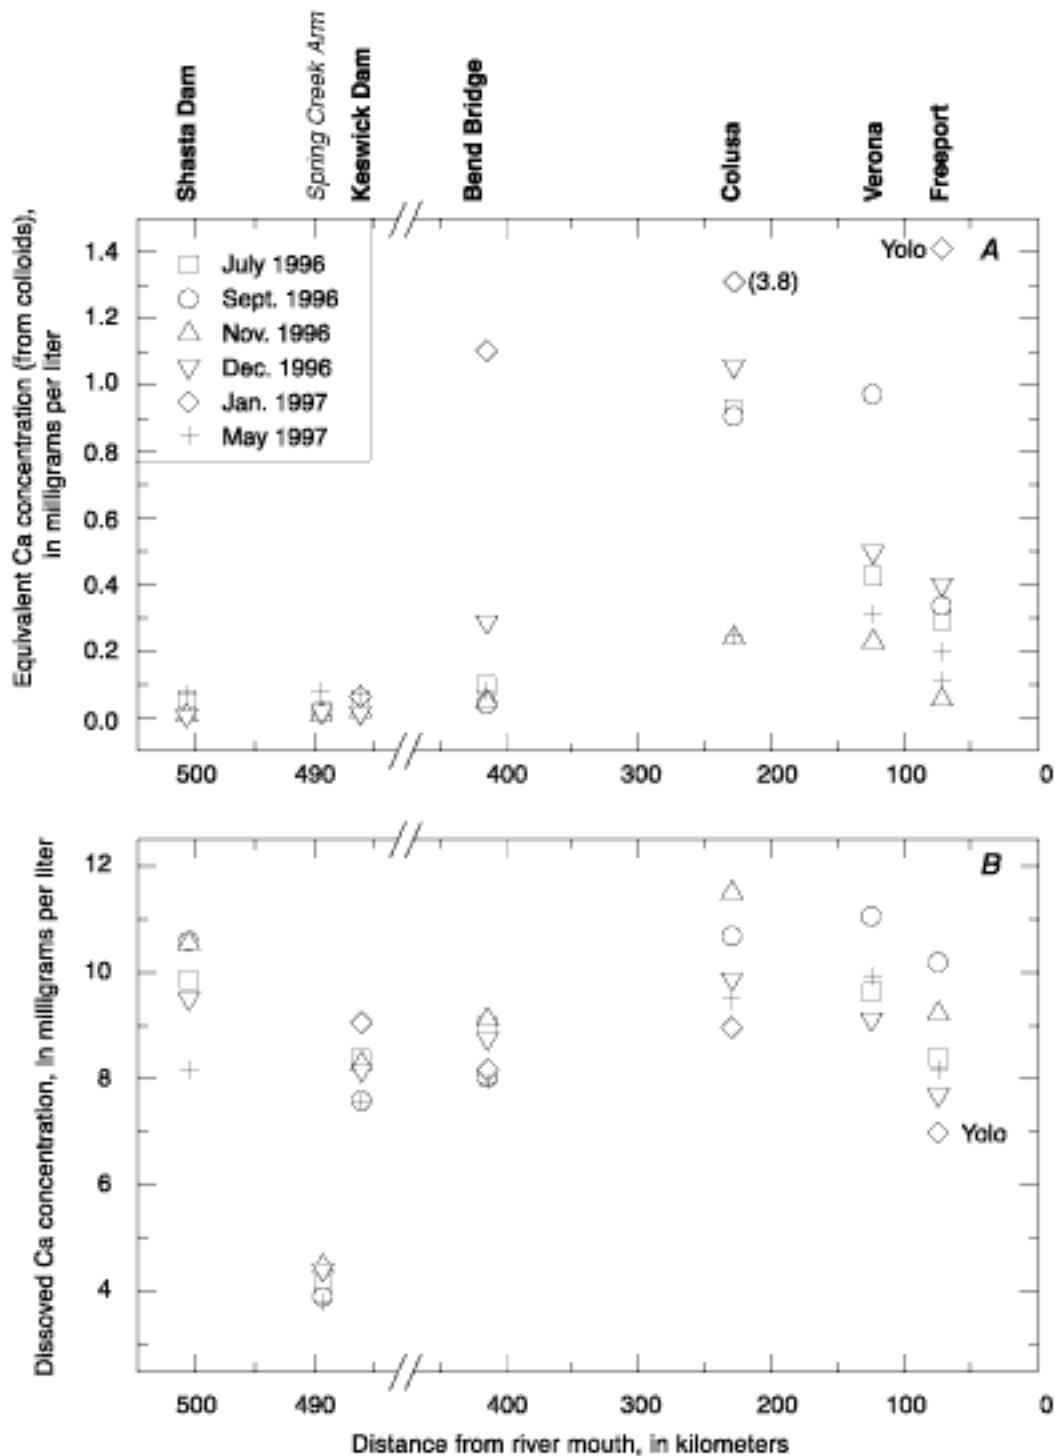 Shasta Dam
Spring Creek Arm
Keswick Dam
Bend Bridge
Colusa
Verona
Freeport
Equivalent Ca concentration (from colloids),
in milligrams per liter
1.4
1.2
1.0
0.8
0.6
0.4
0.2
0.0
July 1996
Sept. 1996
Nov. 1996
Dec. 1996
Jan. 1997
May 1997
(3.8)
Yolo
A
500
490
400
300
200
100
0
Dissoved Ca concentration, in milligrams per liter
12
10
8
6
4
B
Yolo
500
490
400
300
200
100
0
Distance from river mouth, in kilometers